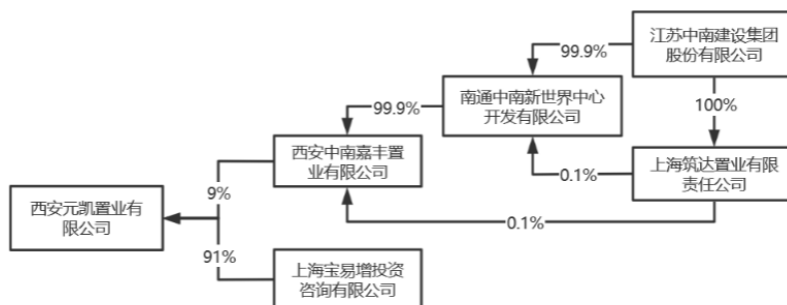 江苏中南建设集团
股份有限公司
99.9%
100%
南通中南新世界中心
开发有限公司
99.9%
西安中南嘉丰置
业有限公司
0.1%
上海筑达置业有限
责任公司
9%
西安元凯置业有
限公司
0.1%
91%
上海宝易增投资
咨询有限公司